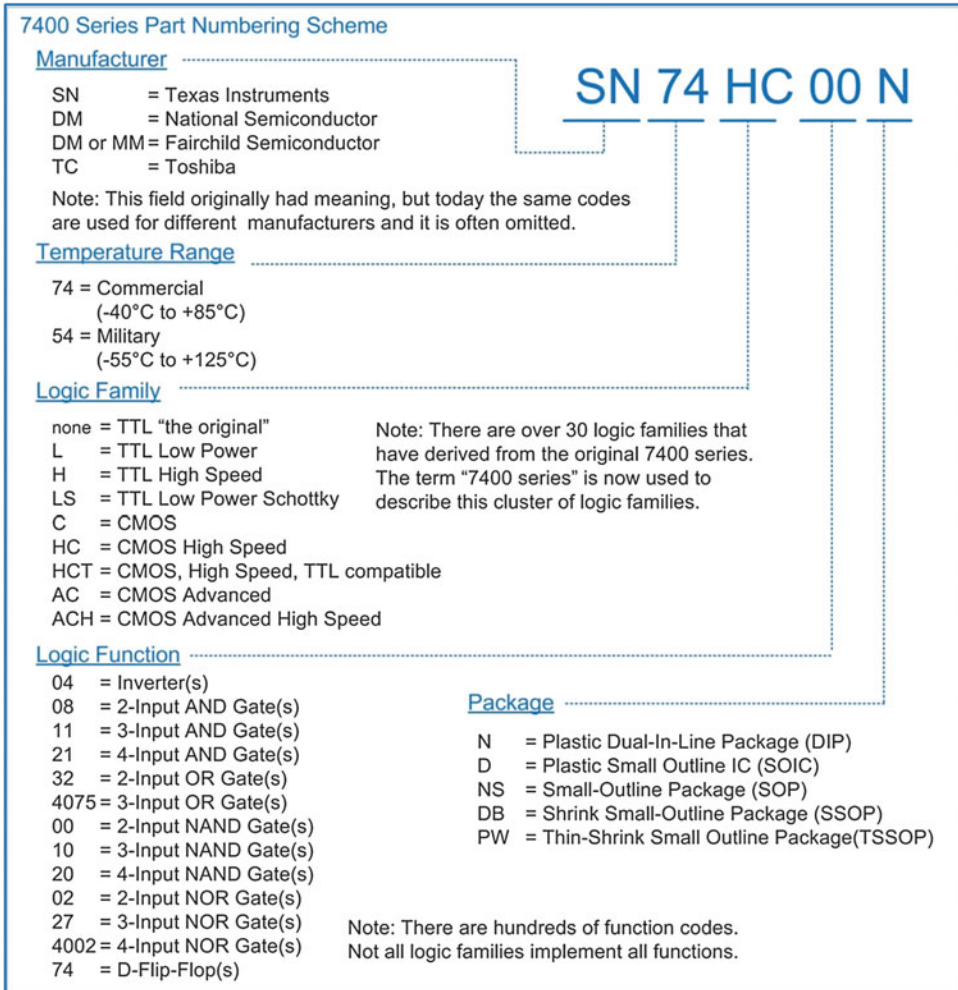 7400 Series Part Numbering Scheme
Manufacturer
SN 74 HC 00 N
SN = Texas Instruments
DM = National Semiconductor
DM or MM = Fairchild Semiconductor
TC = Toshiba
Note: This field originally had meaning, but today the same codes
are used for different manufacturers and it is often omitted.
Temperature Range
74 = Commercial
(-40°C to +85°C)
54 = Military
(-55°C to +125°C)
Logic Family
none = TTL “the original”
L = TTL Low Power
H = TTL High Speed
LS = TTL Low Power Schottky
C = CMOS
HC = CMOS High Speed
HCT = CMOS, High Speed, TTL compatible
AC = CMOS Advanced
ACH = CMOS Advanced High Speed
Note: There are over 30 logic families that
have derived from the original 7400 series.
The term “7400 series” is now used to
describe this cluster of logic families.
Logic Function
04 = Inverter(s)
08 = 2-Input AND Gate(s)
11 = 3-Input AND Gate(s)
21 = 4-Input AND Gate(s)
32 = 2-Input OR Gate(s)
4075 = 3-Input OR Gate(s)
00 = 2-Input NAND Gate(s)
10 = 3-Input NAND Gate(s)
20 = 4-Input NAND Gate(s)
02 = 2-Input NOR Gate(s)
27 = 3-Input NOR Gate(s)
4002 = 4-Input NOR Gate(s)
74 = D-Flip-Flop(s)
Package
N = Plastic Dual-In-Line Package (DIP)
D = Plastic Small Outline IC (SOIC)
NS = Small-Outline Package (SOP)
DB = Shrink Small-Outline Package (SSOP)
PW = Thin-Shrink Small Outline Package(TSSOP)
Note: There are hundreds of function codes.
Not all logic families implement all functions.